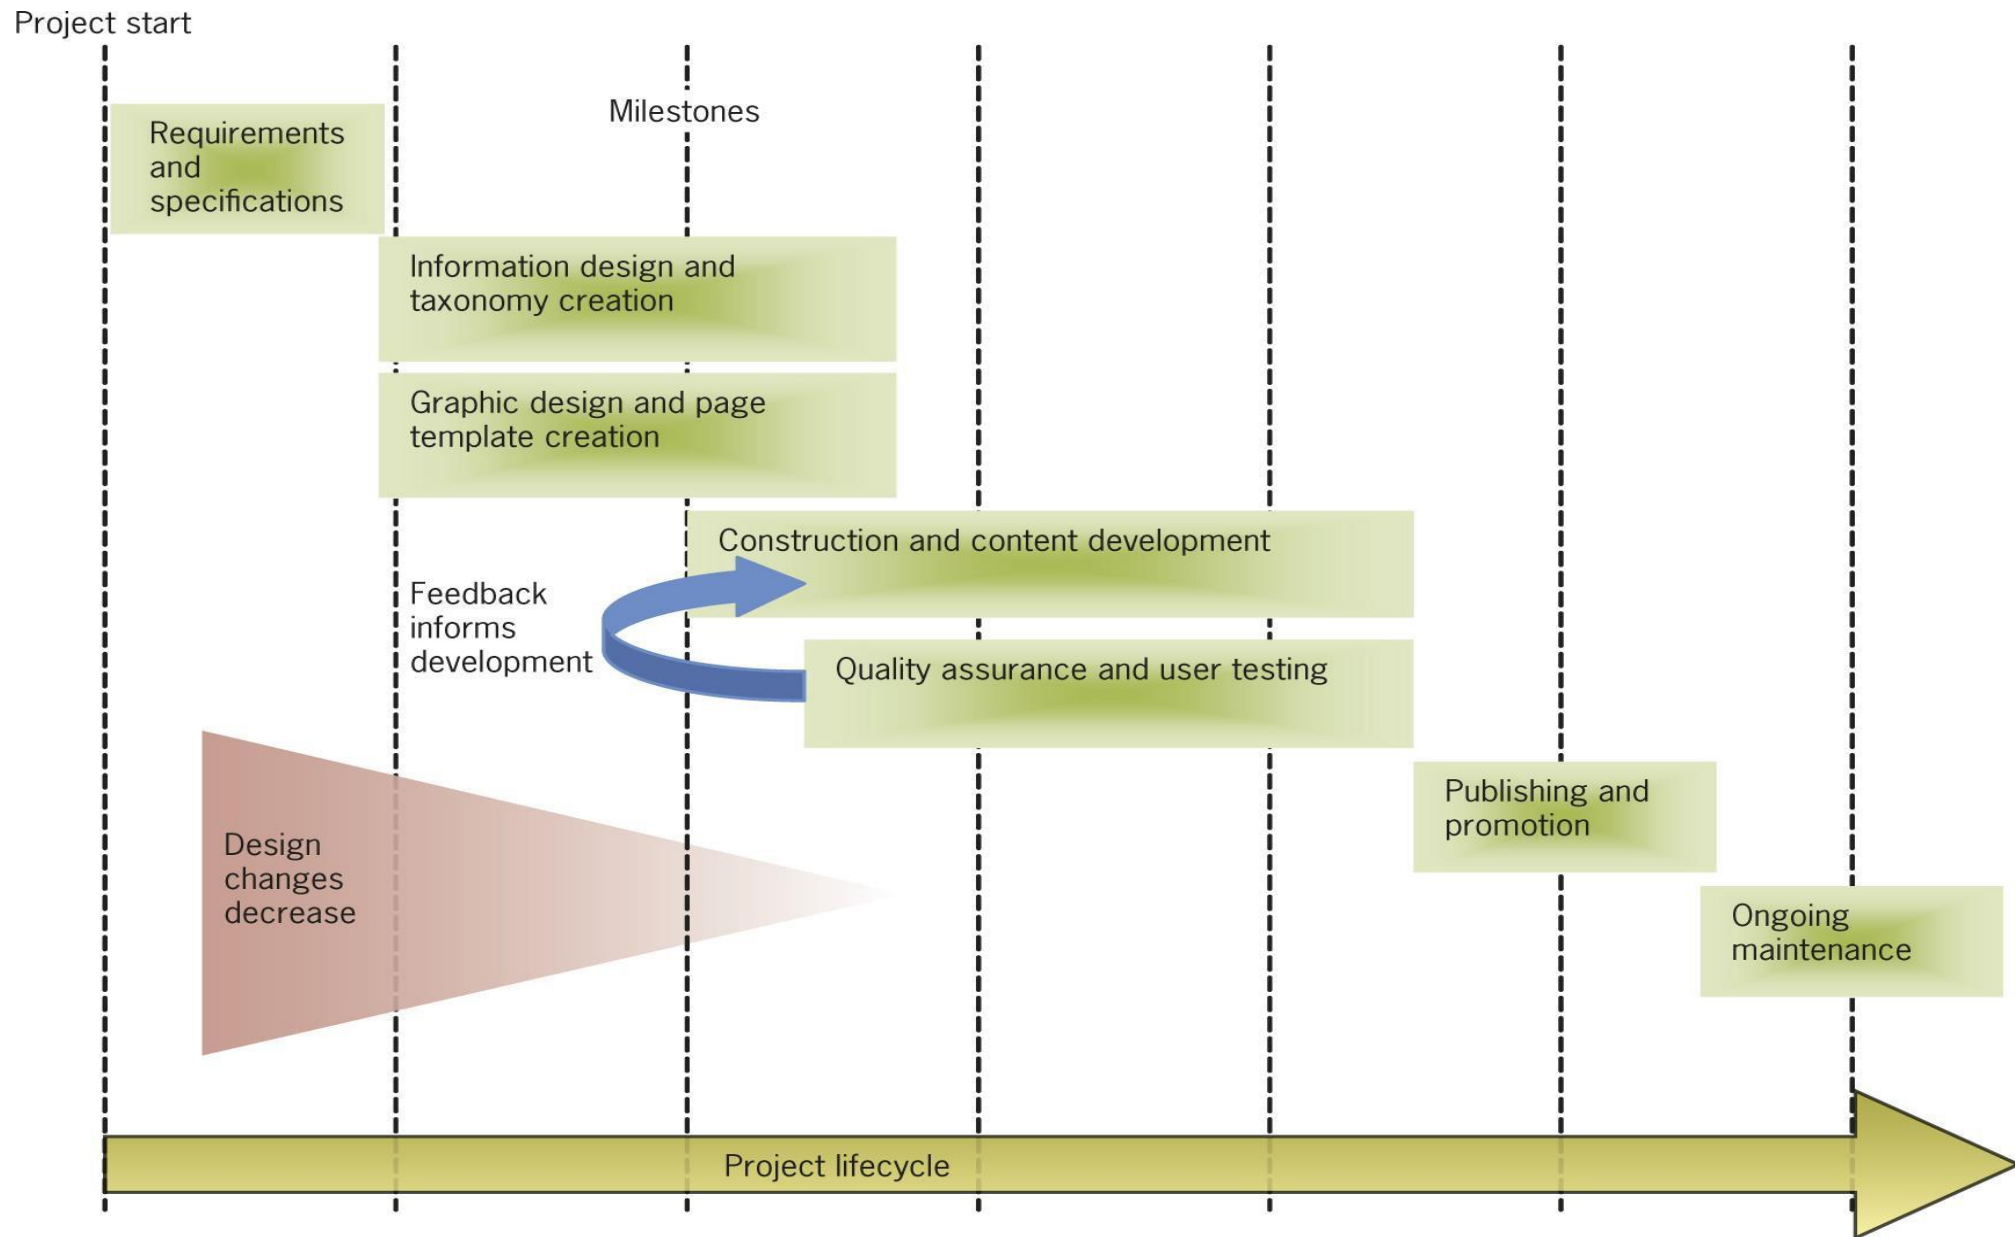 Project start
Milestones
Requirements
and
specifications
Information design and
taxonomy creation
Graphic design and page
template creation
Construction and content development
Feedback
informs
development
Quality assurance and user testing
Publishing and
promotion
Design
changes
decrease
Ongoing
maintenance
Project lifecycle